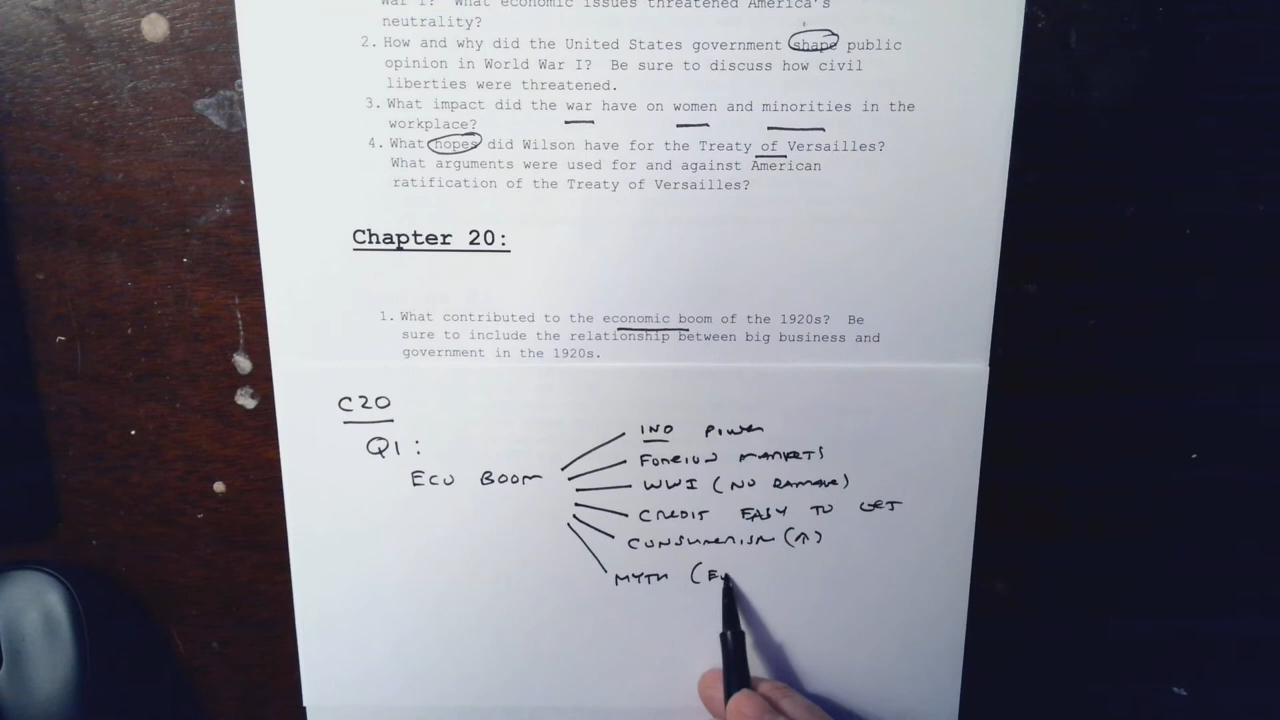 War I? What economic issues threatened America's
neutrality?
2. How and why did the United States government shape public
opinion in World War I? Be sure to discuss how civil
liberties were threatened.
3. What impact did the war have on women and minorities in the
workplace?
4. What hopes did Wilson have for the Treaty of Versailles?
What arguments were used for and against American
ratification of the Treaty of Versailles?
Chapter 20:
1. What contributed to the economic boom of the 1920s? Be
sure to include the relationship between big business and
government in the 1920s.
C20
Q1:
ECO BOOM
IND POWER
FOREIGN MARKETS
WWI (NO DAMAGE)
CREDIT EASY TO GET
CONSUMERISM (↑)
MYTH (